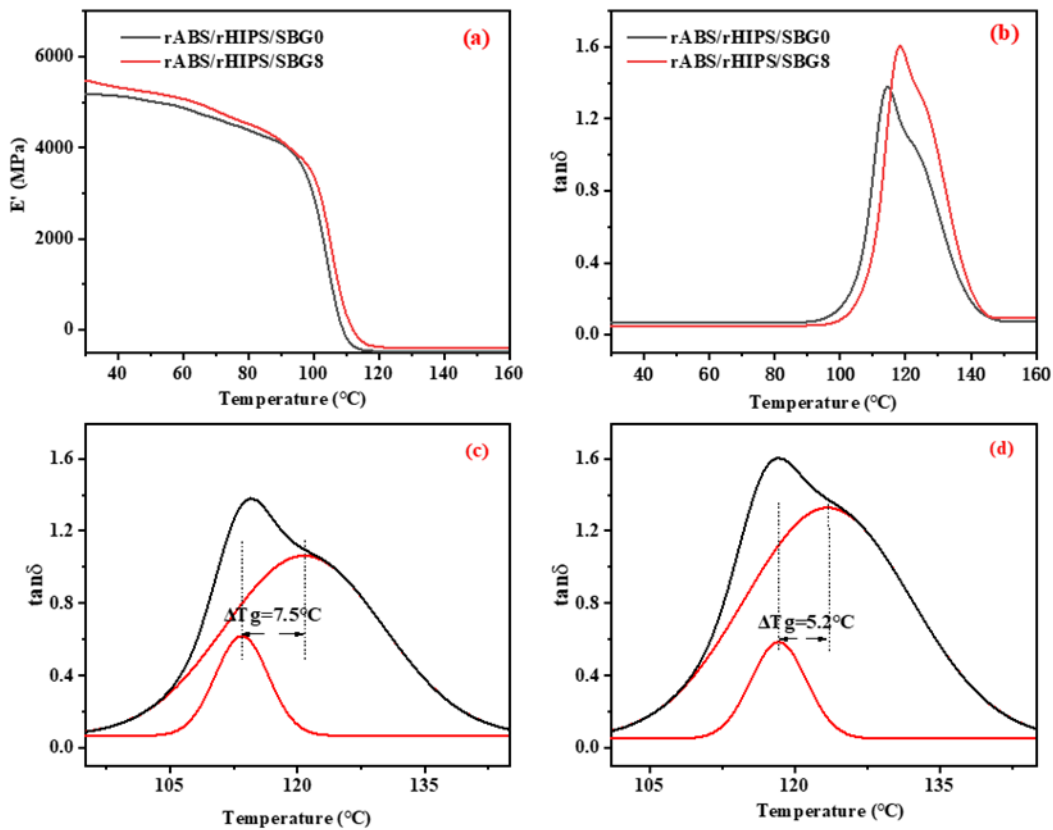 (a)
rABS/rHIPS/SBG0
rABS/rHIPS/SBG8
6000
4000
2000
0
E' (MPa)
40 60 80 100 120 140 160
Temperature (°C)
(b)
rABS/rHIPS/SBG0
rABS/rHIPS/SBG8
1.6
1.2
0.8
0.4
0.0
tanδ
40 60 80 100 120 140 160
Temperature (°C)
(c)
1.6
1.2
0.8
0.4
0.0
tanδ
ΔTg=7.5°C
105 120 135
Temperature (°C)
(d)
1.6
1.2
0.8
0.4
0.0
tanδ
ΔTg=5.2°C
105 120 135
Temperature (°C)